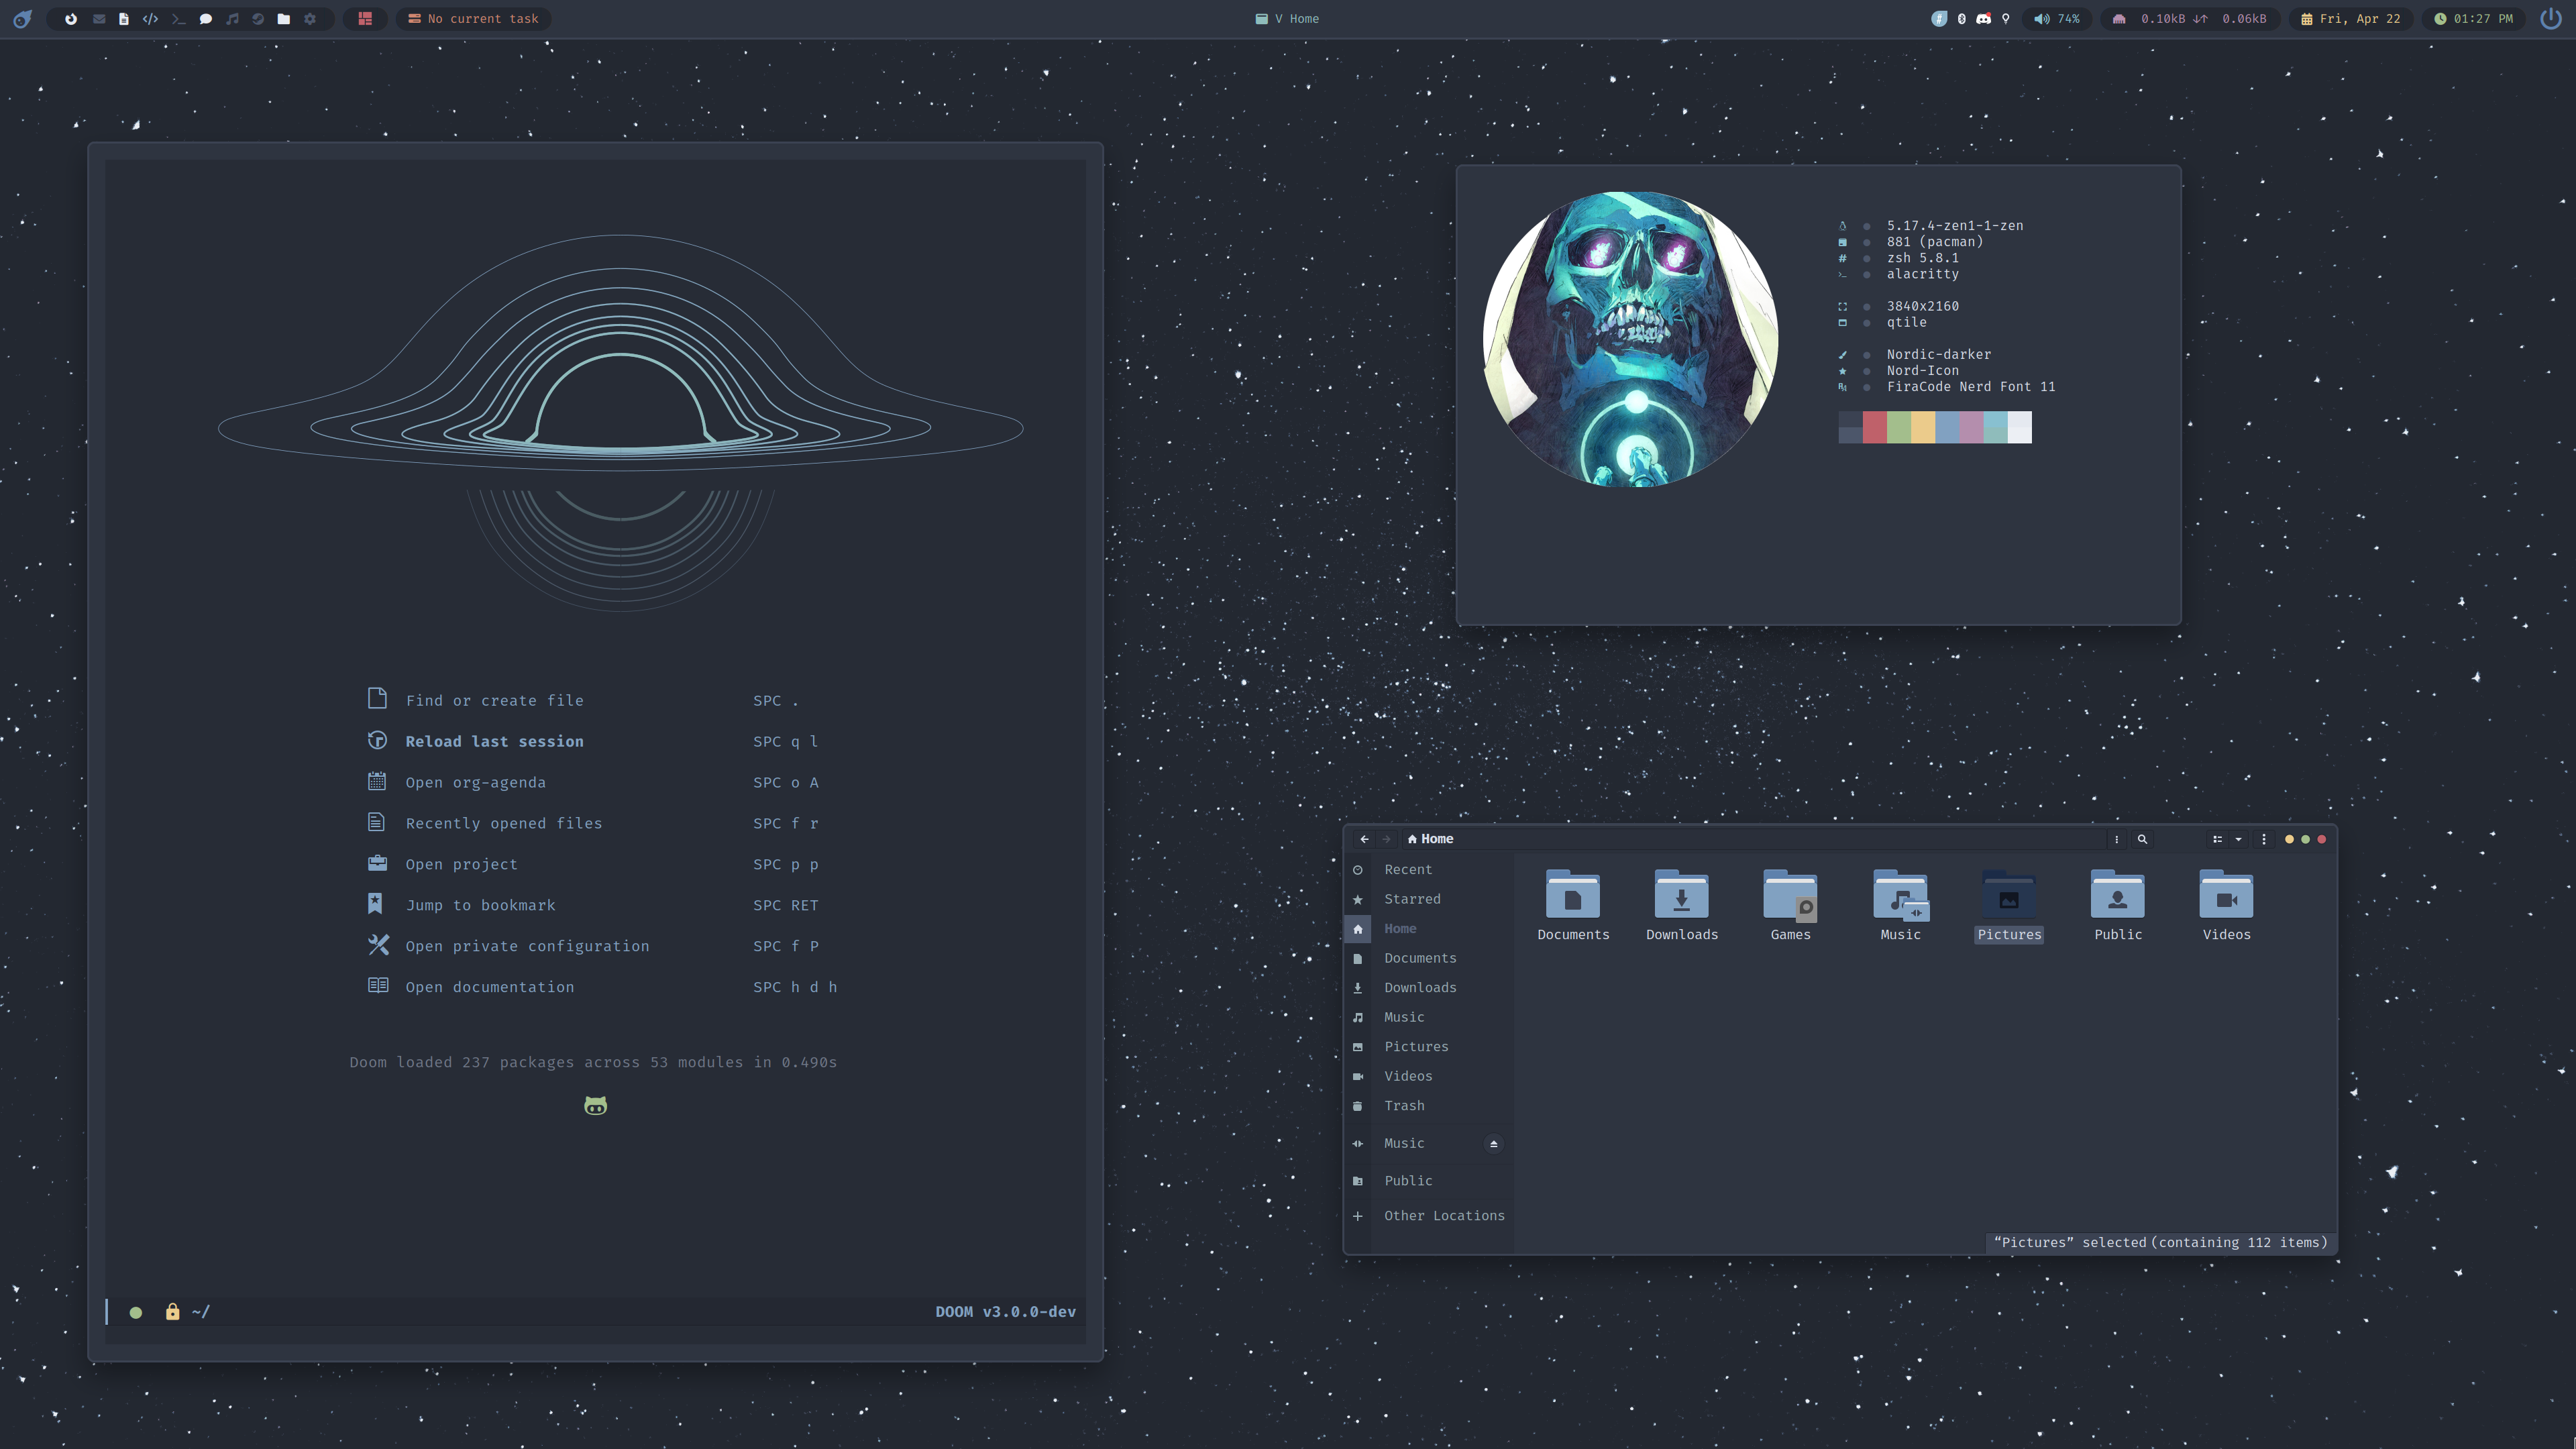 No current task
V Home
74%
0.10kB ↓↑ 0.06kB
Fri, Apr 22
01:27 PM
Find or create file SPC .
Reload last session SPC q l
Open org-agenda SPC o A
Recently opened files SPC f r
Open project SPC p p
Jump to bookmark SPC RET
Open private configuration SPC f P
Open documentation SPC h d h
Doom loaded 237 packages across 53 modules in 0.490s
~/ DOOM v3.0.0-dev
5.17.4-zen1-1-zen
881 (pacman)
# zsh 5.8.1
>_ alacritty
3840x2160
qtile
Nordic-darker
Nord-Icon
FiraCode Nerd Font 11
Home
Recent
Starred
Home
Documents
Downloads
Music
Pictures
Videos
Trash
Music
Public
Other Locations
Documents Downloads Games Music Pictures Public Videos
“Pictures” selected (containing 112 items)